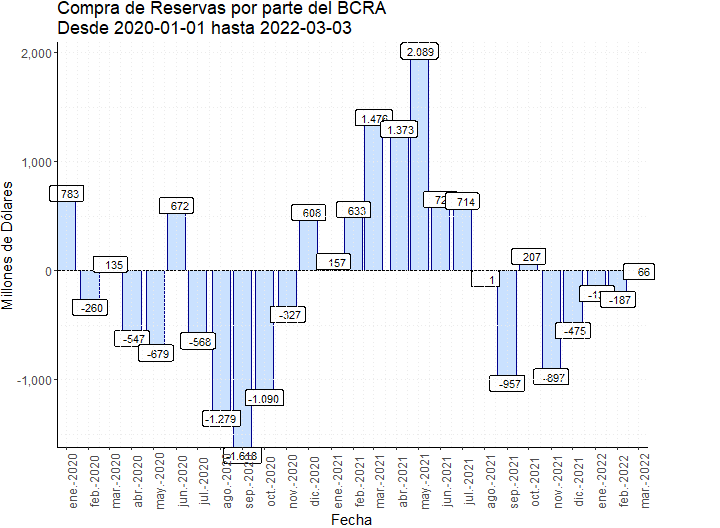 Compra de Reservas por parte del BCRA
Desde 2020-01-01 hasta 2022-03-03
Millones de Dólares
2,000
1,000
0
-1,000
783
-260
135
-547
-679
672
-568
-1.279
-1.090
-327
608
157
633
1.476
1.373
2.089
714
1
-957
207
-897
-475
-187
66
ene.-2020
feb.-2020
mar.-2020
abr.-2020
may.-2020
jun.-2020
jul.-2020
ago.-2020
sep.-2020
oct.-2020
nov.-2020
dic.-2020
ene.-2021
feb.-2021
mar.-2021
abr.-2021
may.-2021
jun.-2021
jul.-2021
ago.-2021
sep.-2021
oct.-2021
nov.-2021
dic.-2021
ene.-2022
feb.-2022
mar.-2022
Fecha